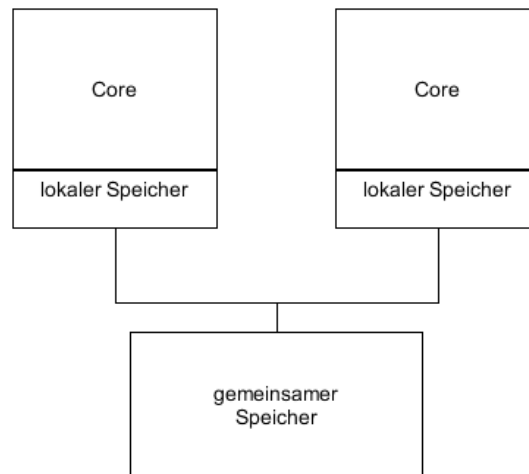 Core
Core
lokaler Speicher
lokaler Speicher
gemeinsamer
Speicher